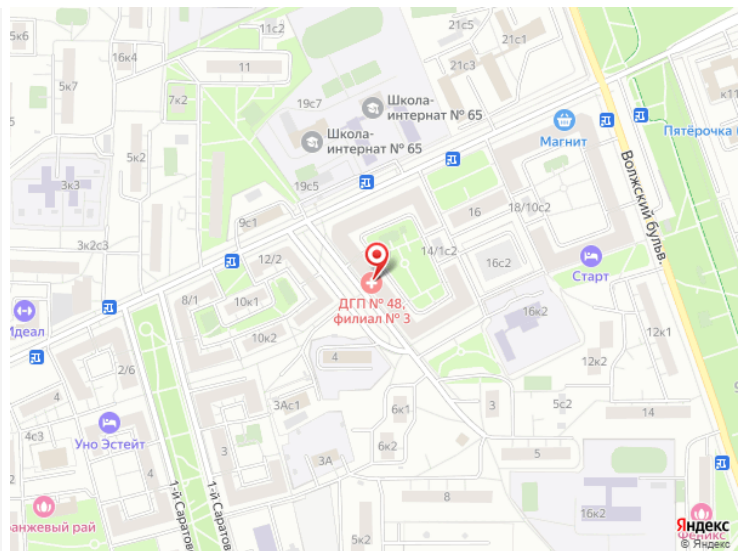 5к6
16к4
11с2
5к7
11
7к2
19с7
Школа-
интернат № 65
Школа-
интернат № 65
21с5
21с1
21с3
к11
Пятёрочка
Магнит
Волжский бульв.
5к2
3к3
19с5
9с1
3к2с3
16
18/10с2
12/2
14/1с2
16с2
Старт
8/1
10к1
ДГП № 48,
филиал № 3
Идеал
10к2
4
16к2
12к1
12к2
2/6
3Ас1
6к1
3
5с2
14
Уно Эстейт
4с3
4
3
3А
6к2
5
1-й Саратов
1-й Саратов
8
5к2
16к2
ранжевый рай
Феникс
Яндекс
© Яндекс